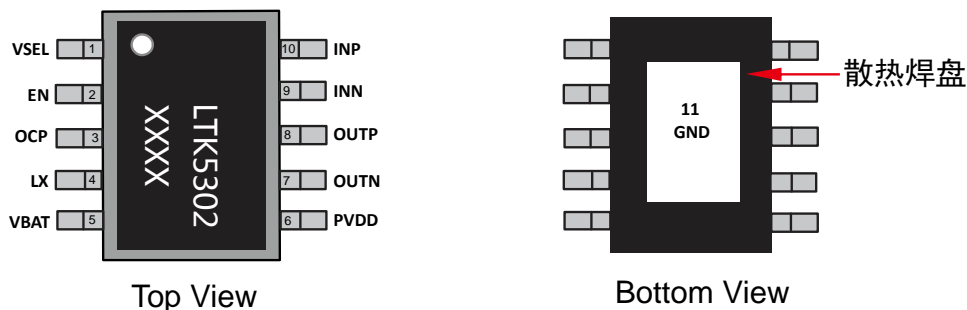 VSEL 1 10 INP
EN 2 9 INN
OCP 3 8 OUTP
LX 4 7 OUTN
VBAT 5 6 PVDD
LTK5302
XXXX
Top View
散热焊盘
11
GND
Bottom View